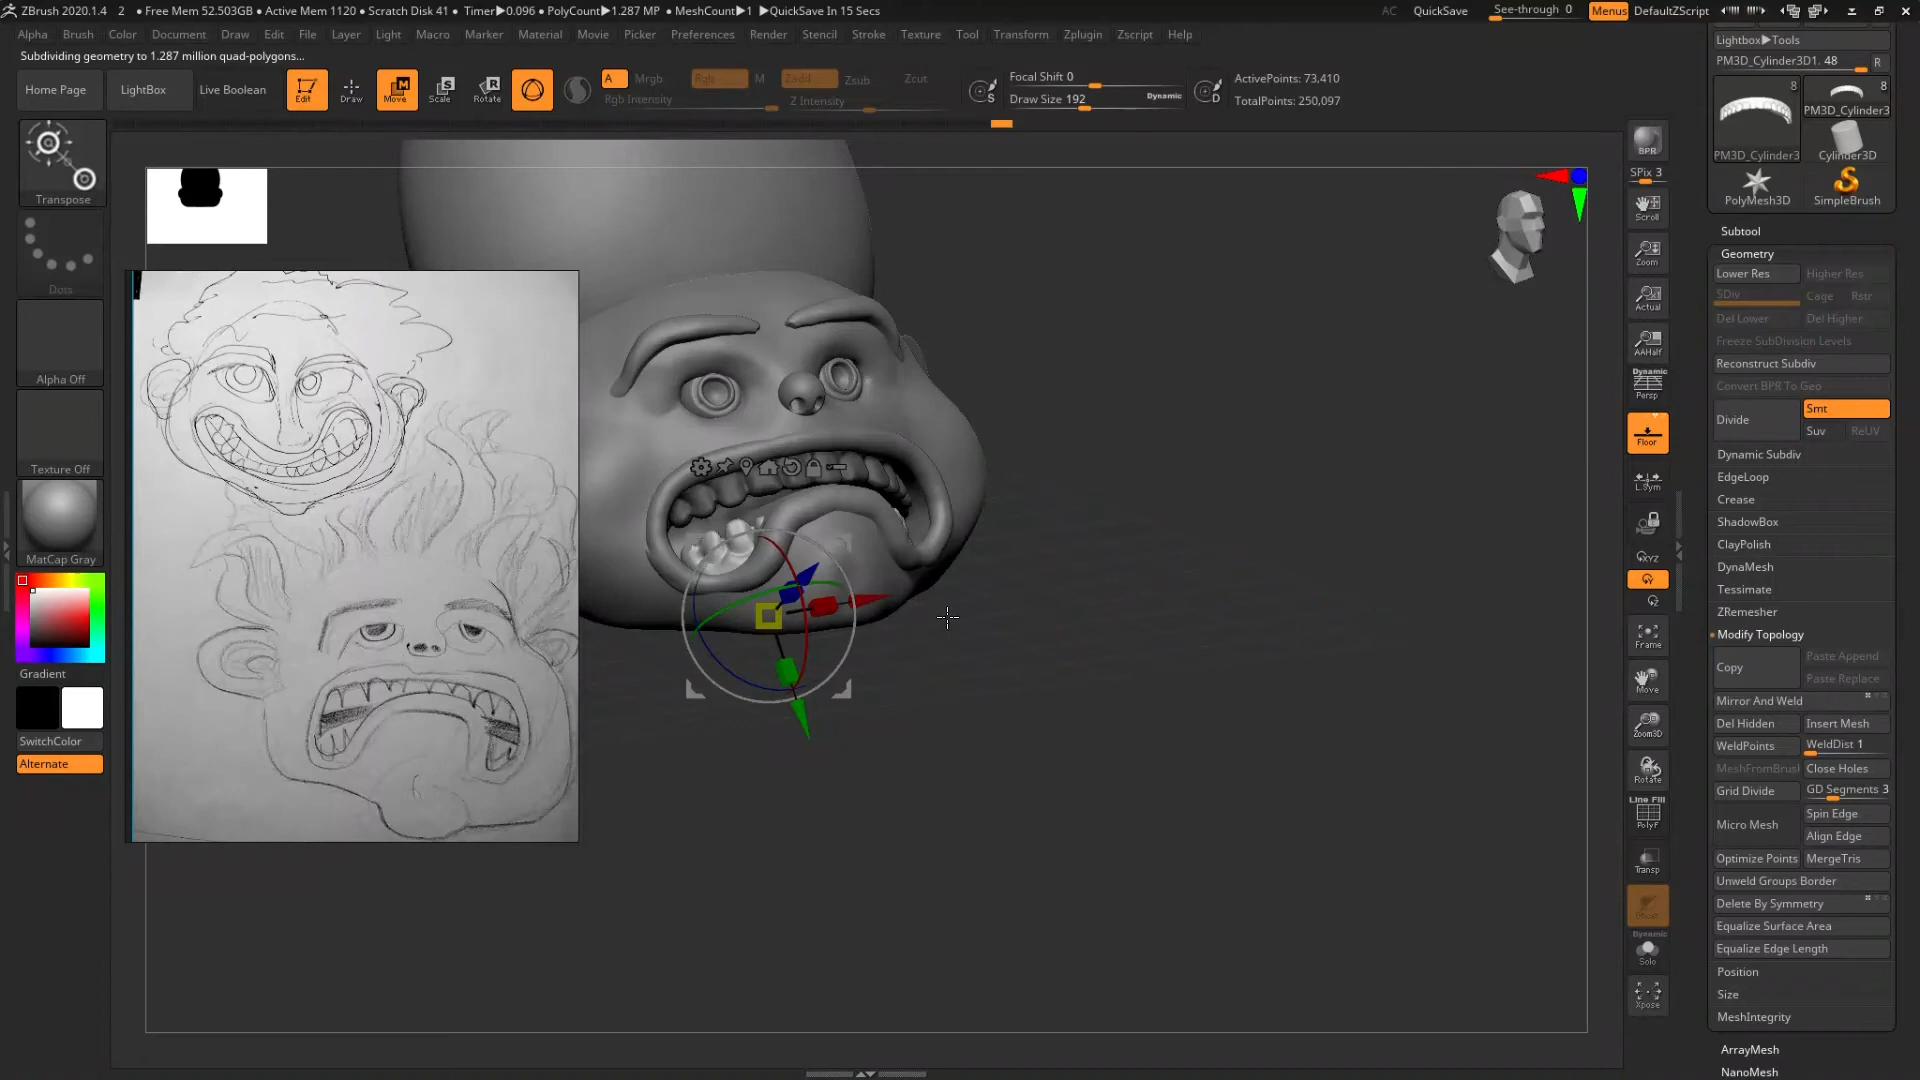 ZBrush 2020.1.4 2 • Free Mem 52.503GB • Active Mem 1120 • Scratch Disk 41 • Timer▶0.096 • PolyCount▶1.287 MP • MeshCount▶1 ▶QuickSave In 15 Secs AC QuickSave See-through 0 Menus DefaultZScript
Alpha Brush Color Document Draw Edit File Layer Light Macro Marker Material Movie Picker Preferences Render Stencil Stroke Texture Tool Transform Zplugin Zscript Help
Subdividing geometry to 1.287 million quad-polygons...
Home Page LightBox Live Boolean Edit Draw Move Scale Rotate A Mrgb Rgb M Zadd Zsub Zcut
Rgb Intensity Z Intensity
S Focal Shift 0
Draw Size 192 Dynamic D
ActivePoints: 73,410
TotalPoints: 250,097
Transpose
Dots
Alpha Off
Texture Off
MatCap Gray
Gradient
SwitchColor
Alternate
BPR
SPix 3
Scroll
Zoom
Actual
AAHalf
Dynamic
Persp
Floor
L.Sym
XYZ
Y
Z
Frame
Move
Zoom3D
Rotate
Line Fill
PolyF
Transp
Ghost
Dynamic
Solo
Xpose
Lightbox▶Tools
PM3D_Cylinder3D1. 48 R
8 8
PM3D_Cylinder3
PM3D_Cylinder3 Cylinder3D
PolyMesh3D SimpleBrush
Subtool
Geometry
Lower Res Higher Res
SDiv Cage Rstr
Del Lower Del Higher
Freeze SubDivision Levels
Reconstruct Subdiv
Convert BPR To Geo
Divide Smt
Suv ReUV
Dynamic Subdiv
EdgeLoop
Crease
ShadowBox
ClayPolish
DynaMesh
Tessimate
ZRemesher
Modify Topology
Copy Paste Append
Paste Replace
Mirror And Weld
Del Hidden Insert Mesh
WeldPoints WeldDist 1
MeshFromBrus Close Holes
Grid Divide GD Segments 3
Micro Mesh Spin Edge
Align Edge
Optimize Points MergeTris
Unweld Groups Border
Delete By Symmetry
Equalize Surface Area
Equalize Edge Length
Position
Size
MeshIntegrity
ArrayMesh
NanoMesh